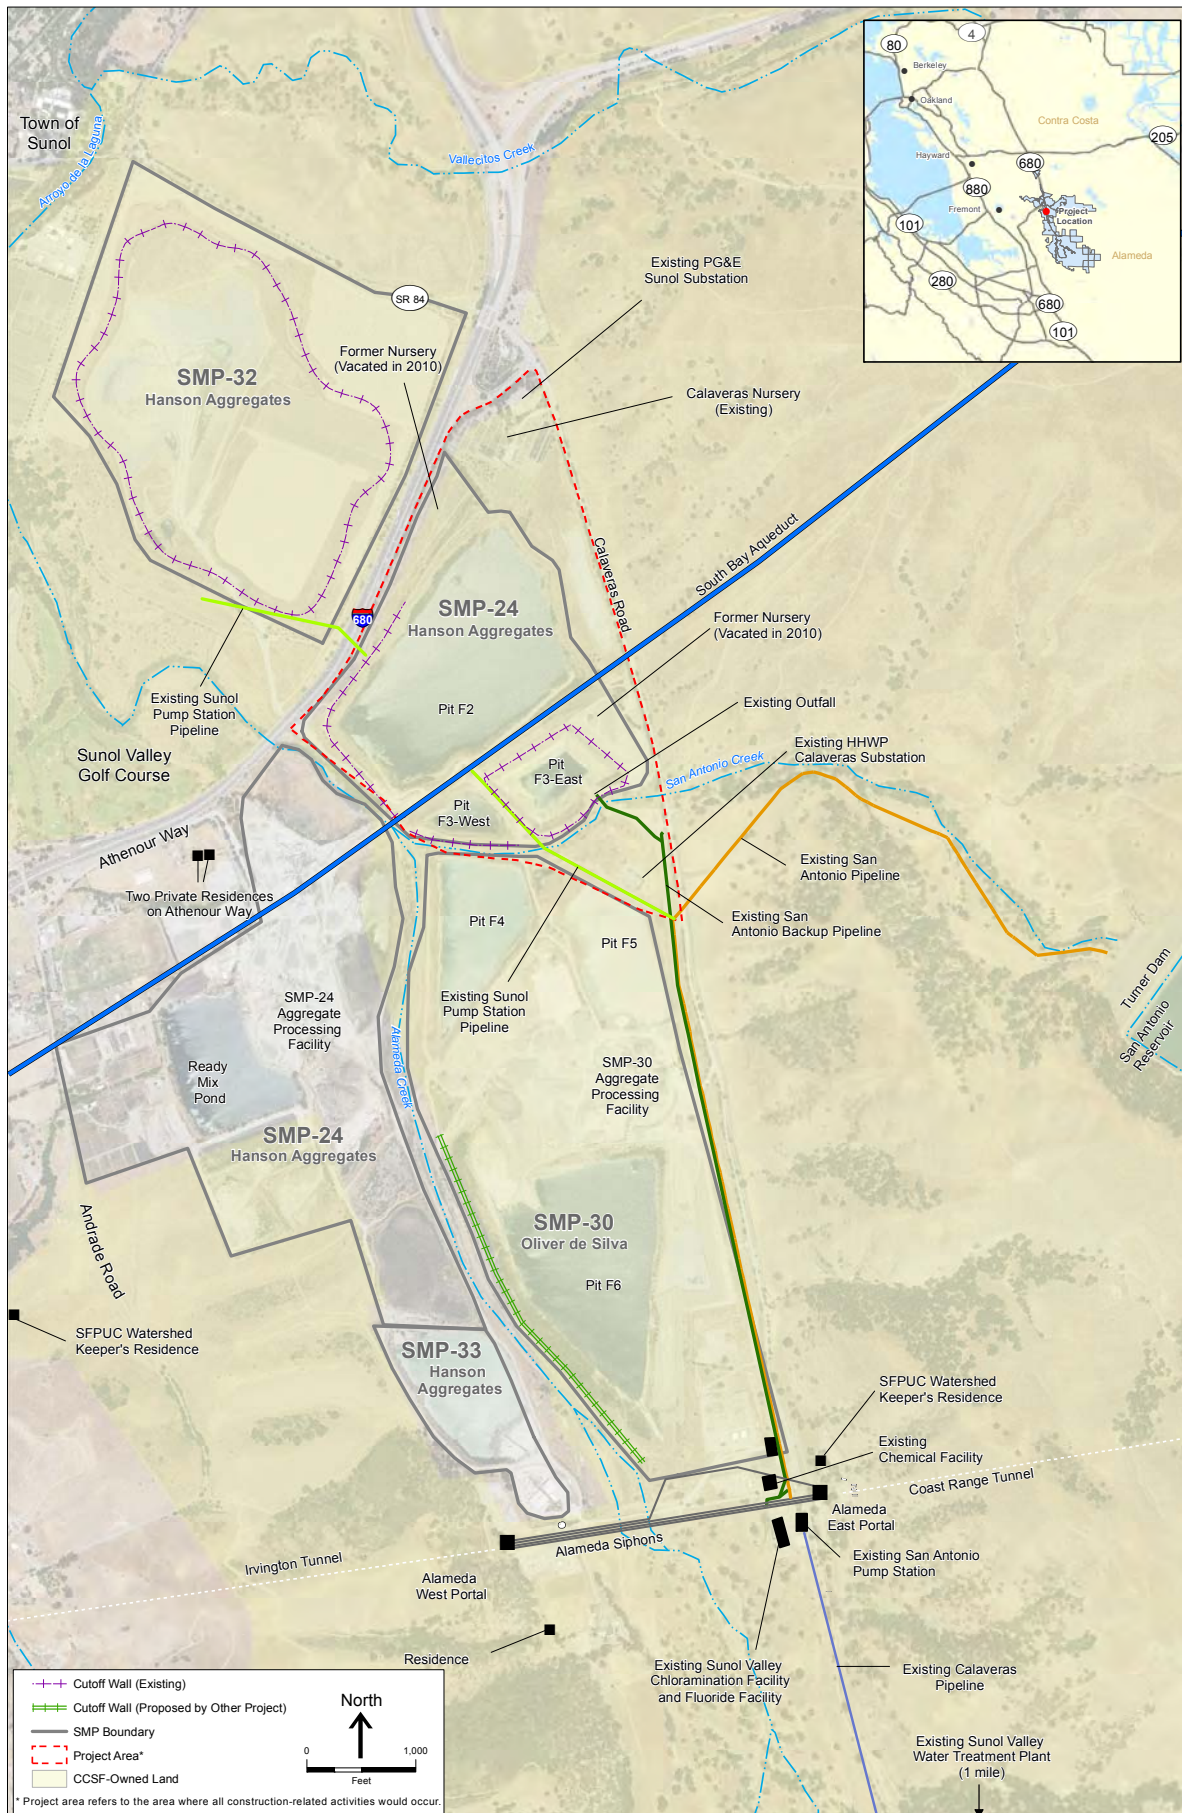 80
4
Berkeley
Oakland
Contra Costa
205
Hayward
680
880
Fremont
Project
Location
101
Alameda
280
680
101
Town of
Sunol
Arroyo de la Laguna
Vallecitos Creek
Existing PG&E
Sunol Substation
SR 84
Former Nursery
(Vacated in 2010)
SMP-32
Hanson Aggregates
Calaveras Nursery
(Existing)
South Bay Aqueduct
Calaveras Road
SMP-24
Hanson Aggregates
680
Former Nursery
(Vacated in 2010)
Existing Sunol
Pump Station
Pipeline
Pit F2
Existing Outfall
Sunol Valley
Golf Course
Existing HHWP
Calaveras Substation
Pit
F3-East
San Antonio Creek
Pit
F3-West
Athenour Way
Existing San
Antonio Pipeline
Two Private Residences
on Athenour Way
Pit F4
Existing San
Antonio Backup Pipeline
Pit F5
Turner Dam
San Antonio
Reservoir
SMP-24
Aggregate
Processing
Facility
Existing Sunol
Pump Station
Pipeline
Alameda Creek
Ready
Mix
Pond
SMP-30
Aggregate
Processing
Facility
SMP-24
Hanson Aggregates
Andrade Road
SMP-30
Oliver de Silva
Pit F6
SFPUC Watershed
Keeper's Residence
SMP-33
Hanson
Aggregates
SFPUC Watershed
Keeper's Residence
Existing
Chemical Facility
Coast Range Tunnel
Alameda
East Portal
Alameda Siphons
Irvington Tunnel
Existing San Antonio
Pump Station
Alameda
West Portal
Residence
Existing Sunol Valley
Chloramination Facility
and Fluoride Facility
Existing Calaveras
Pipeline
Existing Sunol Valley
Water Treatment Plant
(1 mile)
Cutoff Wall (Existing)
Cutoff Wall (Proposed by Other Project)
SMP Boundary
Project Area*
CCSF-Owned Land
North
0
1,000
Feet
* Project area refers to the area where all construction-related activities would occur.